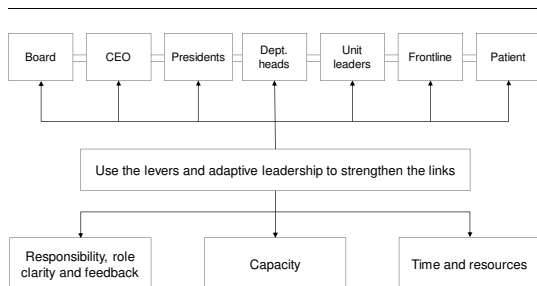 Board
CEO
Presidents
Dept.
heads
Unit
leaders
Frontline
Patient
Use the levers and adaptive leadership to strengthen the links
Responsibility, role
clarity and feedback
Capacity
Time and resources